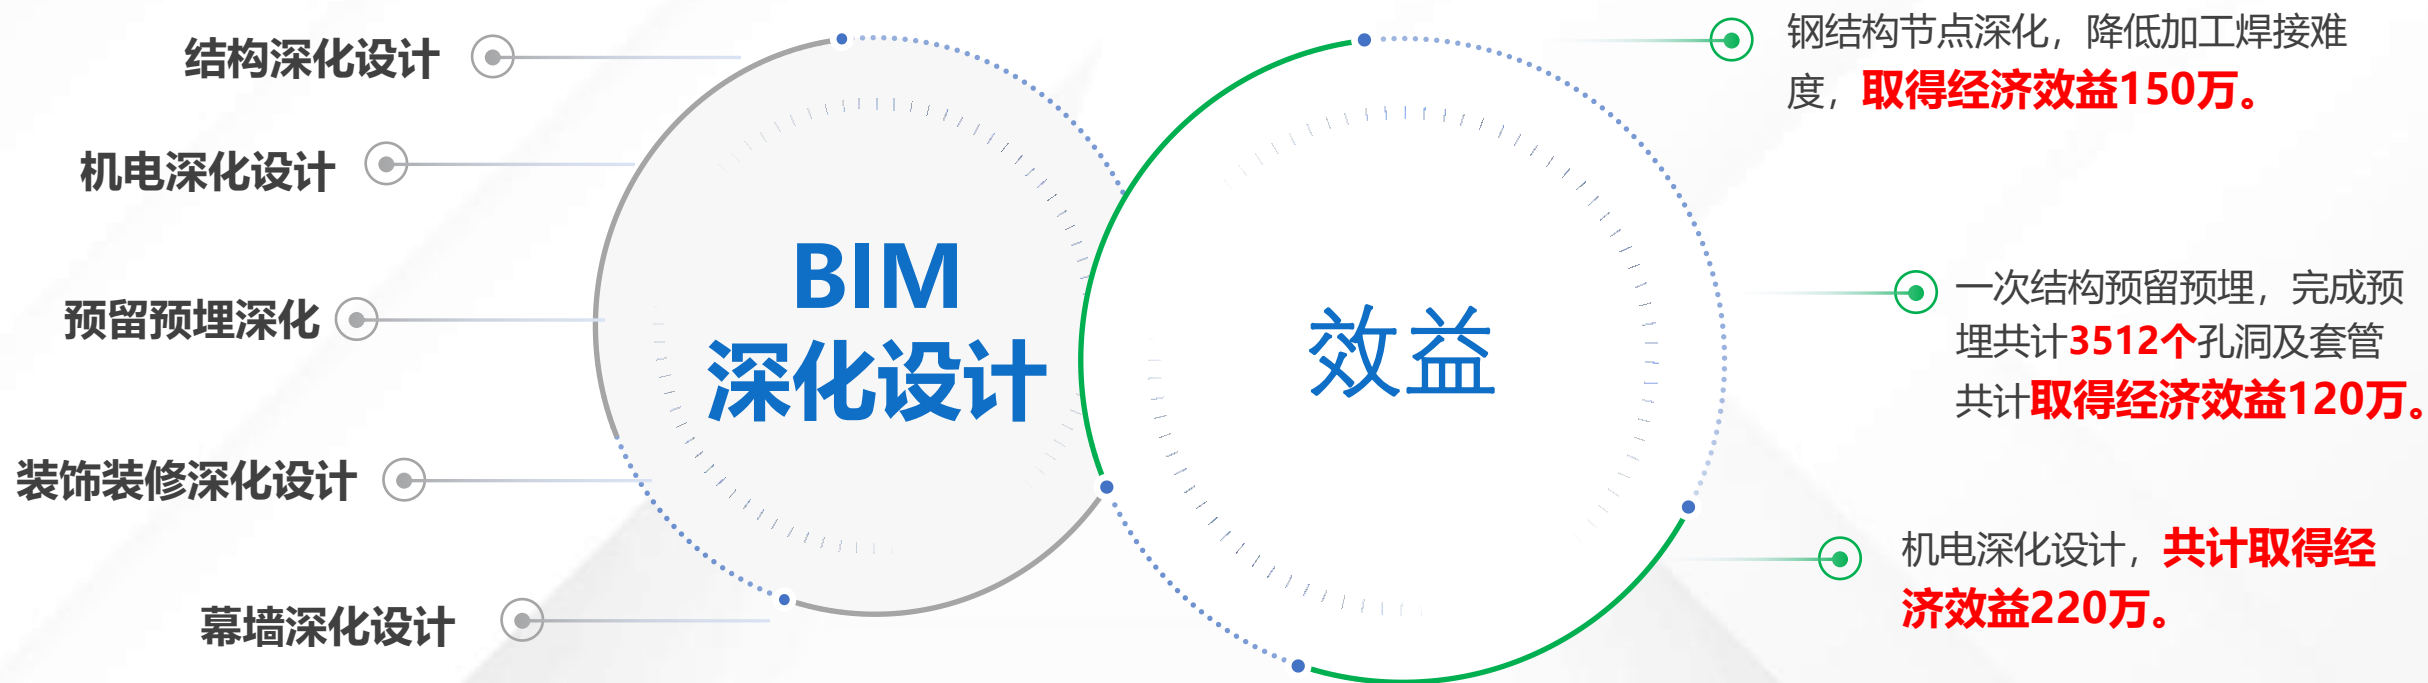 结构深化设计
机电深化设计
预留预埋深化
装饰装修深化设计
幕墙深化设计
BIM
深化设计
效益
钢结构节点深化，降低加工焊接难
度，取得经济效益150万。
一次结构预留预埋，完成预
埋共计3512个孔洞及套管
共计取得经济效益120万。
机电深化设计，共计取得经
济效益220万。